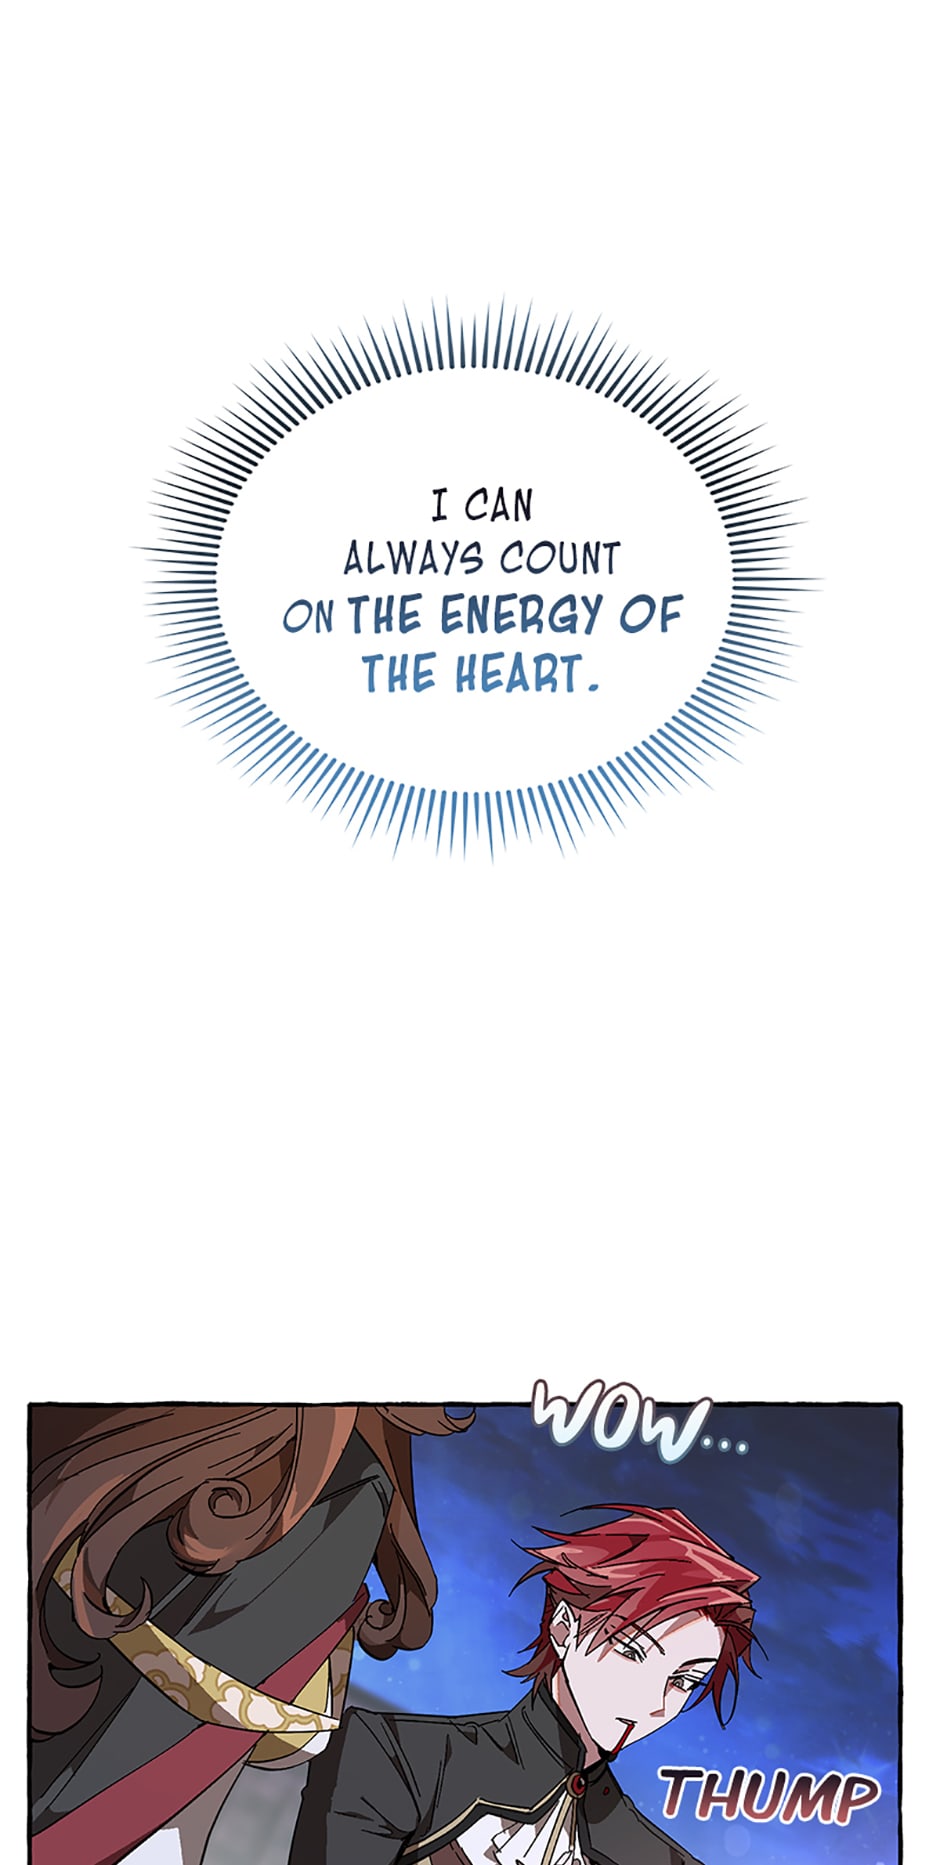 I CAN
ALWAYS COUNT
ON THE ENERGY OF
THE HEART.
WOW...
THUMP